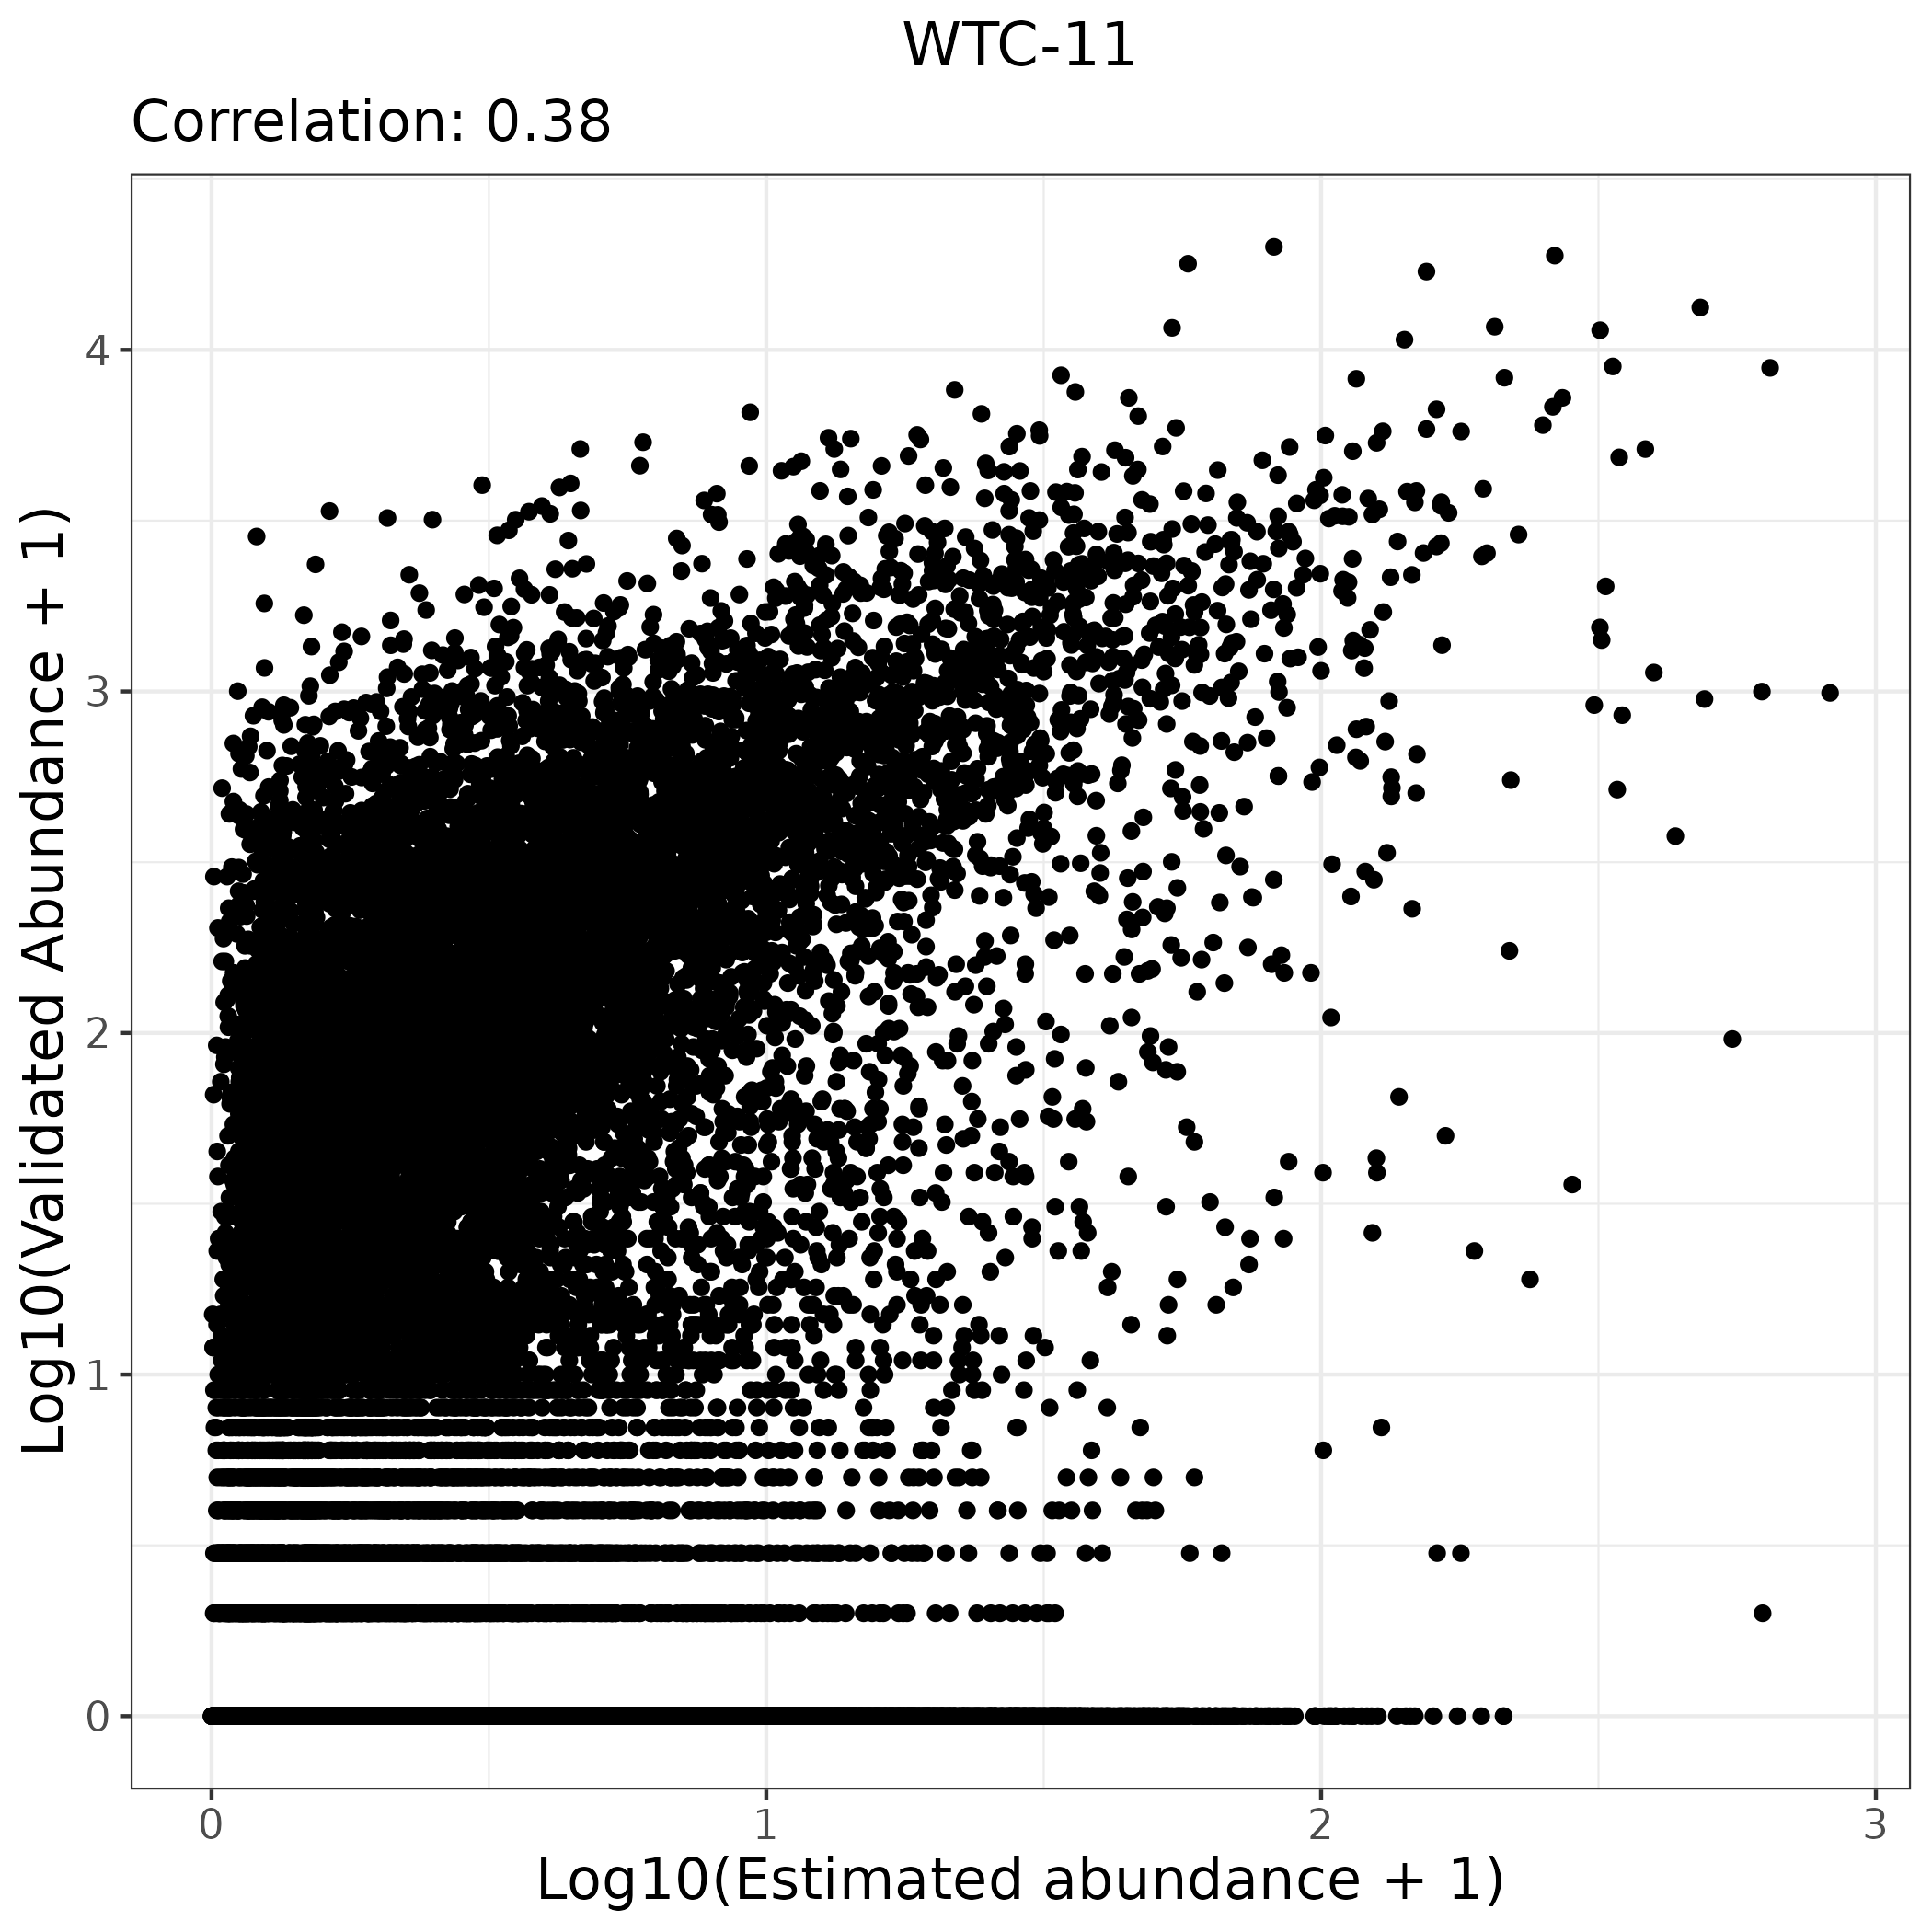 WTC-11
Correlation: 0.38
Log10(Validated Abundance + 1)
4
3
2
1
0
0 1 2 3
Log10(Estimated abundance + 1)